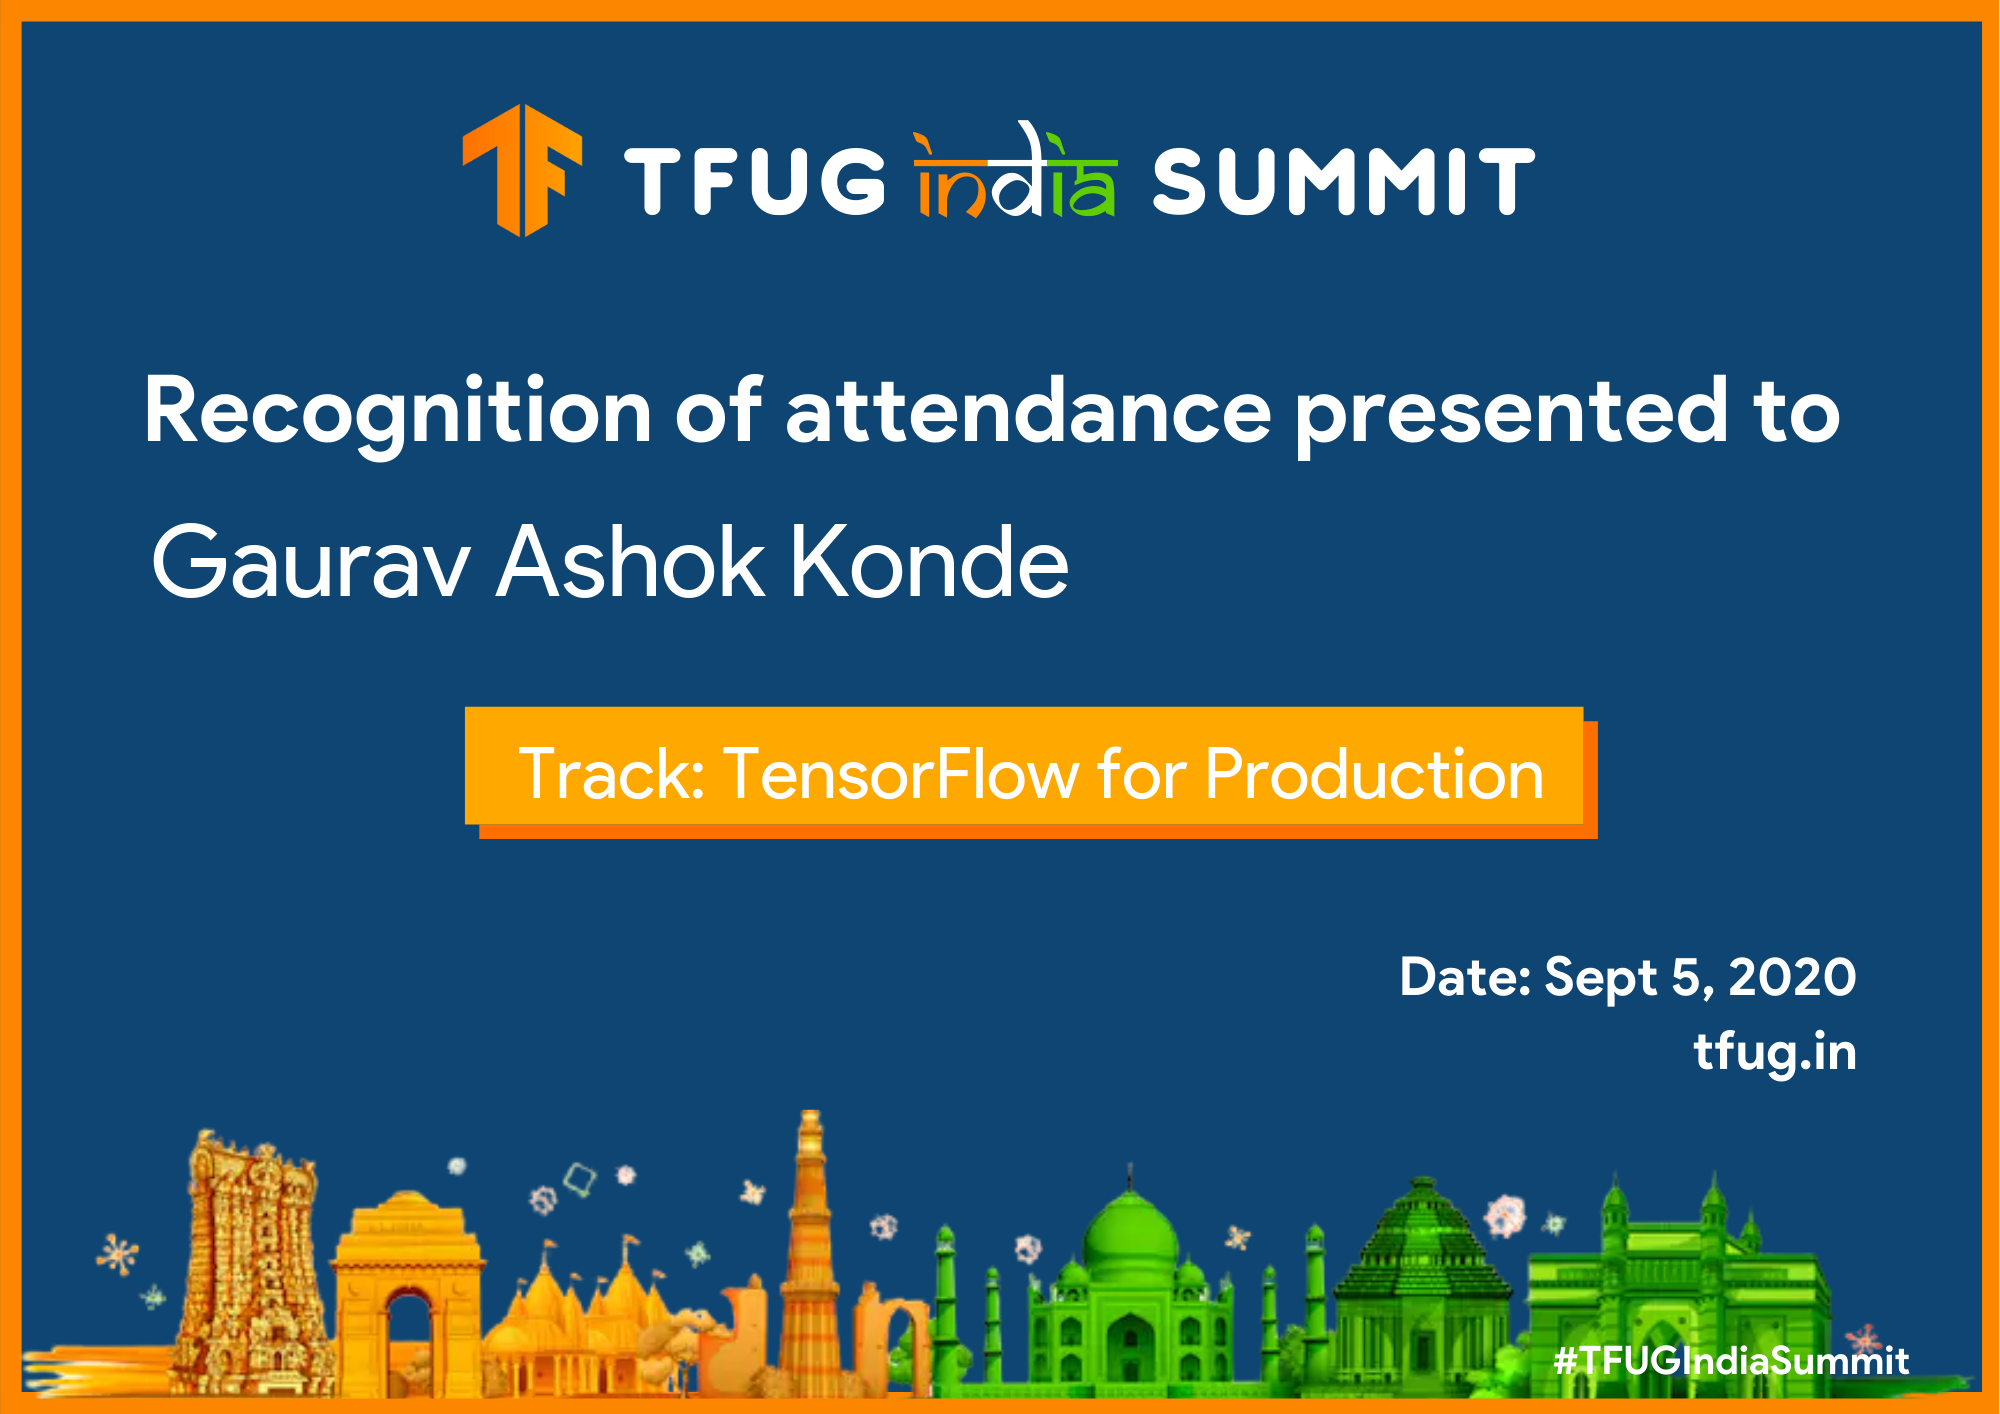 TFUG india SUMMIT
Recognition of attendance presented to
Gaurav Ashok Konde
Track: TensorFlow for Production
Date: Sept 5, 2020
tfug.in
#TFUGIndiaSummit